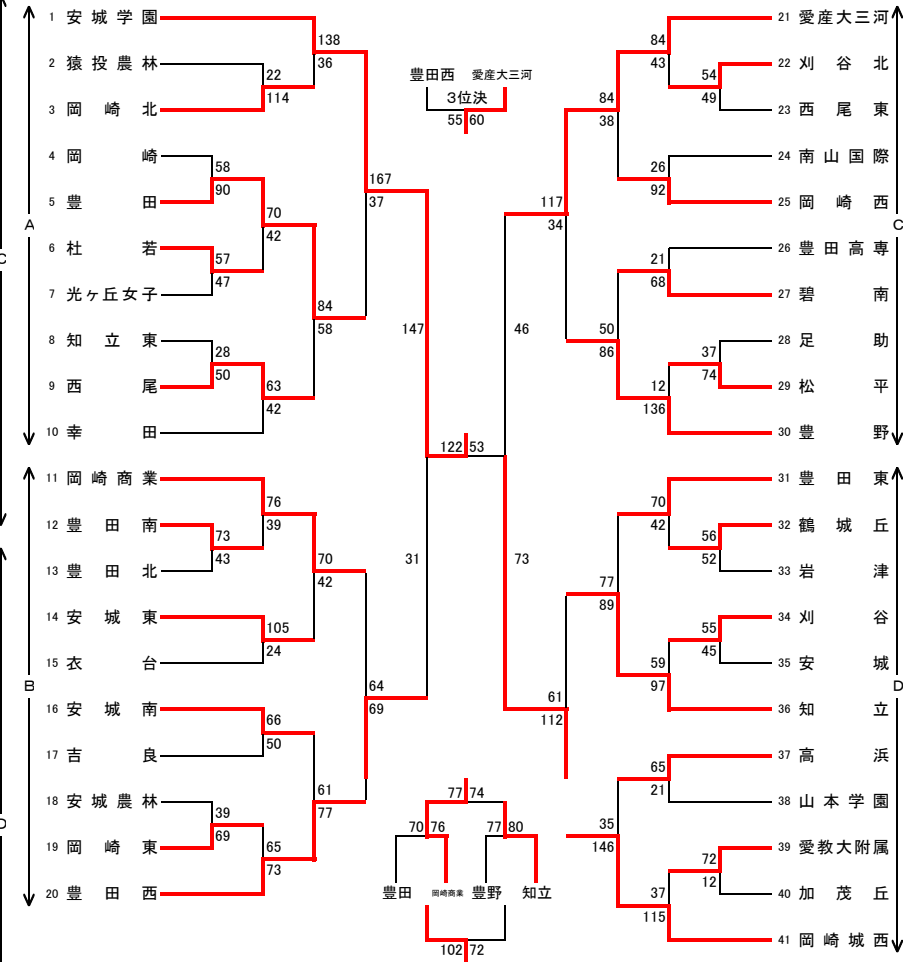 1 安城学園
2 猿投農林
3 岡崎北
4 岡崎
5 豊田
6 杜若
7 光ヶ丘女子
8 知立東
9 西尾
10 幸田
11 岡崎商業
12 豊田南
13 豊田北
14 安城東
15 衣台
16 安城南
17 吉良
18 安城農林
19 岡崎東
20 豊田西
A
B
138
36
22
114
58
90
70
42
57
47
84
58
28
50
63
42
167
37
147
76
39
73
43
70
42
105
24
31
64
69
66
50
61
77
39
69
65
73
豊田西 愛産大三河
3位決
55 60
122 53
46
73
77 74
70 76 77 80
豊田 岡崎商業 豊野 知立
102 72
84
43
54
49
84
38
26
92
117
34
21
68
50
86
37
74
12
136
70
42
56
52
77
89
55
45
59
97
61
112
65
21
35
146
72
12
37
115
21 愛産大三河
22 刈谷北
23 西尾東
24 南山国際
25 岡崎西
26 豊田高専
27 碧南
28 足助
29 松平
30 豊野
31 豊田東
32 鶴城丘
33 岩津
34 刈谷
35 安城
36 知立
37 高浜
38 山本学園
39 愛教大附属
40 加茂丘
41 岡崎城西
C
D